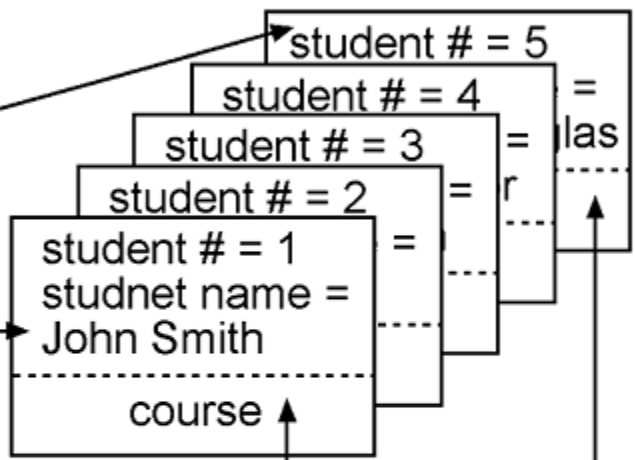 student # = 5
=
student # = 4
student # = 3
=
student # = 2
=
student # = 1
=
studnet name =
John Smith
course